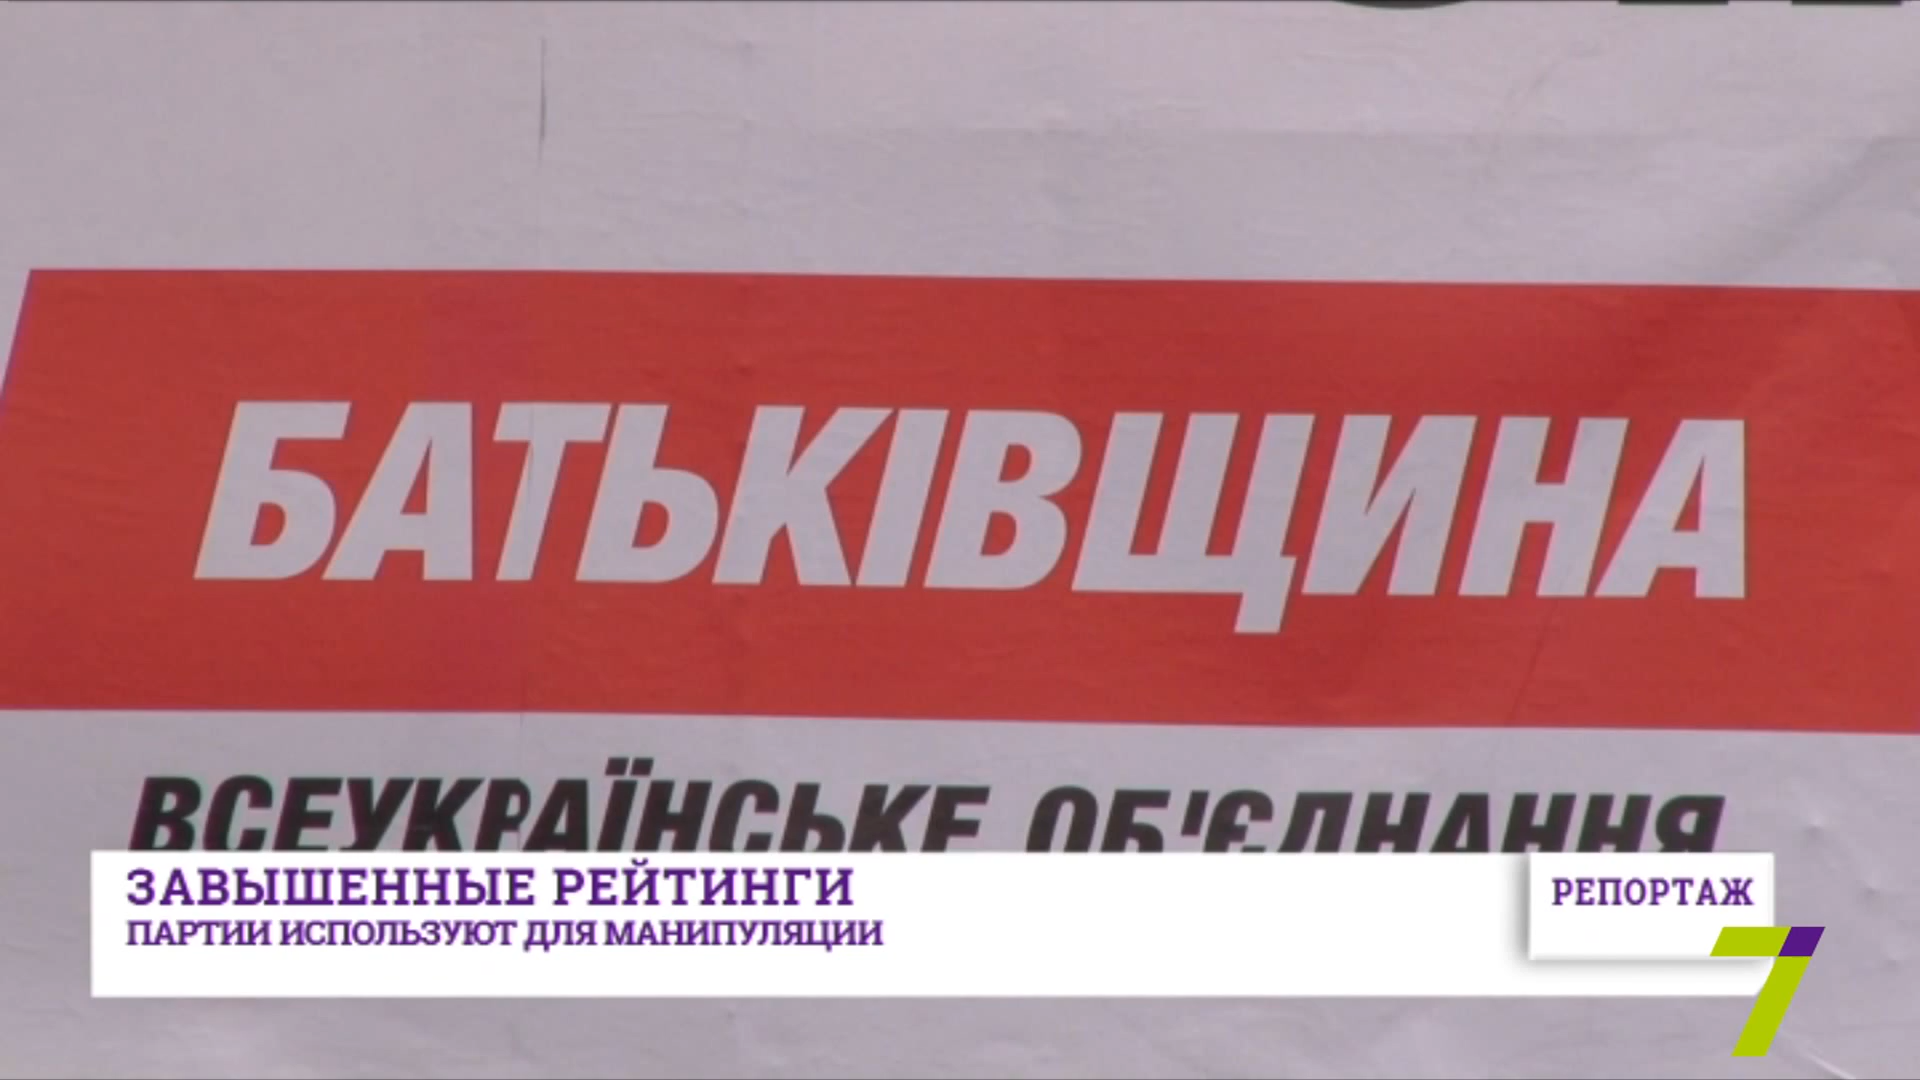 БАТЬКІВЩИНА
ВСЕУКРАЇНСЬКЕ ОБ'ЄДНАННЯ
ЗАВЫШЕННЫЕ РЕЙТИНГИ
РЕПОРТАЖ
ПАРТИИ ИСПОЛЬЗУЮТ ДЛЯ МАНИПУЛЯЦИИ
7